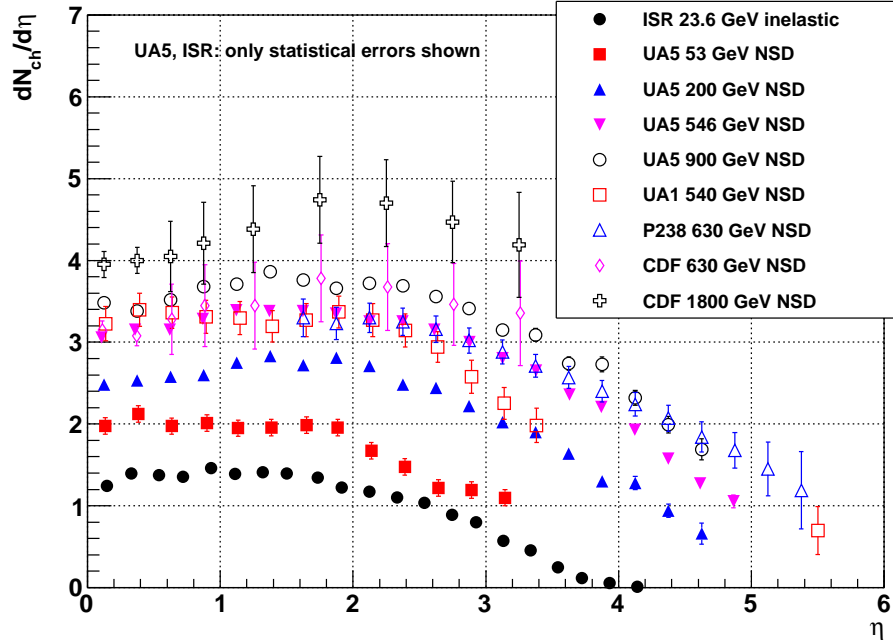 dN_ch/dη
7
6
5
4
3
2
1
0
UA5, ISR: only statistical errors shown
ISR 23.6 GeV inelastic
UA5 53 GeV NSD
UA5 200 GeV NSD
UA5 546 GeV NSD
UA5 900 GeV NSD
UA1 540 GeV NSD
P238 630 GeV NSD
CDF 630 GeV NSD
CDF 1800 GeV NSD
0 1 2 3 4 5 6
η